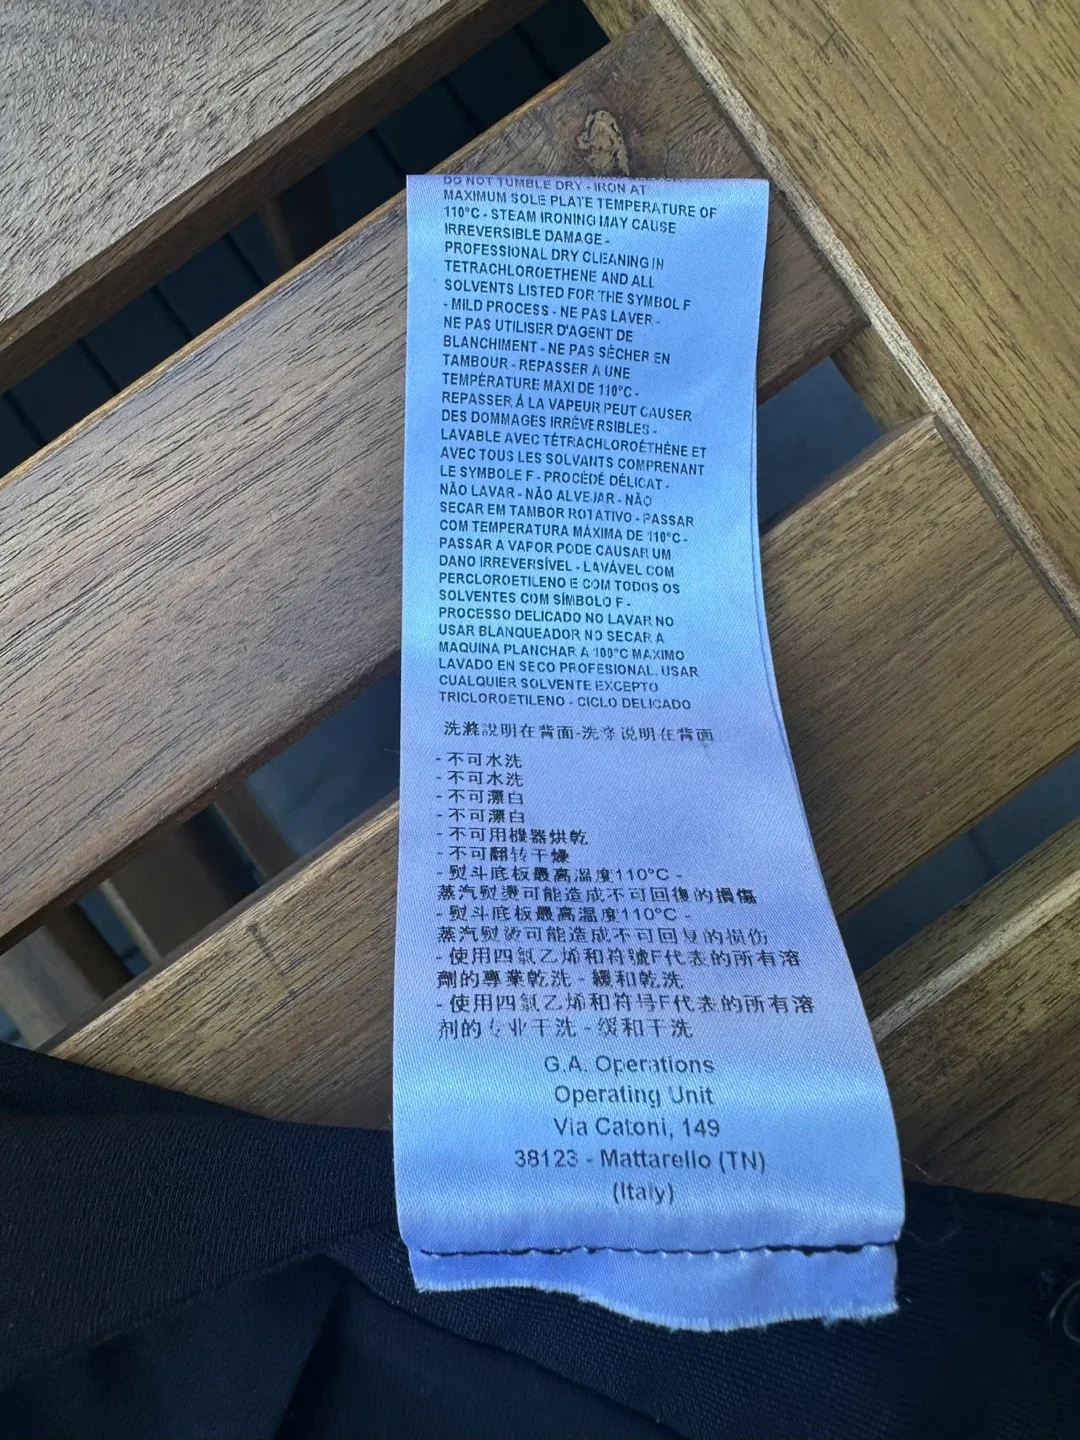 DO NOT TUMBLE DRY - IRON AT
MAXIMUM SOLE PLATE TEMPERATURE OF
110°C - STEAM IRONING MAY CAUSE
IRREVERSIBLE DAMAGE -
PROFESSIONAL DRY CLEANING IN
TETRACHLOROETHENE AND ALL
SOLVENTS LISTED FOR THE SYMBOL F
- MILD PROCESS - NE PAS LAVER -
NE PAS UTILISER D'AGENT DE
BLANCHIMENT - NE PAS SÉCHER EN
TAMBOUR - REPASSER A UNE
TEMPÉRATURE MAXI DE 110°C -
REPASSER À LA VAPEUR PEUT CAUSER
DES DOMMAGES IRRÉVERSIBLES -
LAVABLE AVEC TÉTRACHLOROÉTHÈNE ET
AVEC TOUS LES SOLVANTS COMPRENANT
LE SYMBOLE F - PROCÉDÉ DÉLICAT -
NÃO LAVAR - NÃO ALVEJAR - NÃO
SECAR EM TAMBOR ROTATIVO - PASSAR
COM TEMPERATURA MÁXIMA DE 110°C -
PASSAR A VAPOR PODE CAUSAR UM
DANO IRREVERSÍVEL - LAVÁVEL COM
PERCLOROETILENO E COM TODOS OS
SOLVENTES COM SÍMBOLO F -
PROCESSO DELICADO NO LAVAR NO
USAR BLANQUEADOR NO SECAR A
MAQUINA PLANCHAR A 100°C MAXIMO
LAVADO EN SECO PROFESIONAL. USAR
CUALQUIER SOLVENTE EXCEPTO
TRICLOROETILENO - CICLO DELICADO
洗滌說明在背面-洗涤说明在背面
- 不可水洗
- 不可水洗
- 不可漂白
- 不可漂白
- 不可用機器烘乾
- 不可翻转干燥
- 熨斗底板最高溫度110°C -
蒸汽熨燙可能造成不可回復的損傷
- 熨斗底板最高温度110°C -
蒸汽熨烫可能造成不可回复的损伤
- 使用四氯乙烯和符號F代表的所有溶
劑的專業乾洗 - 緩和乾洗
- 使用四氯乙烯和符号F代表的所有溶
剂的专业干洗 - 缓和干洗
G.A. Operations
Operating Unit
Via Catoni, 149
38123 - Mattarello (TN)
(Italy)